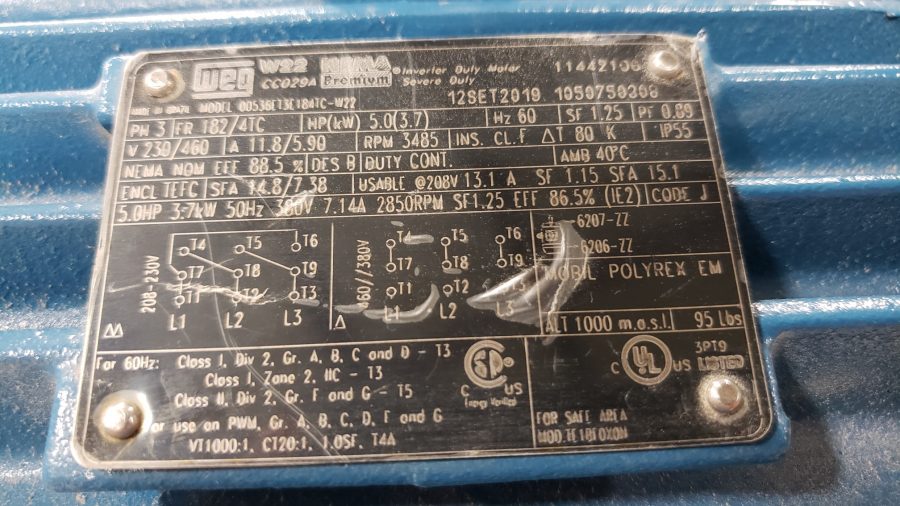 WEG W22 NEMA Premium Inverter Duty Motor
CC029A Severe Duty
12SET2019 1050750308
MADE IN BRAZIL MODEL 00536ET3E184TC-W22
PH 3 FR 182/4TC HP(kW) 5.0(3.7) Hz 60 SF 1.25 PF 0.89
V 230/460 A 11.8/5.90 RPM 3485 INS. CL.F ΔT 80 K IP55
NEMA NOM EFF 88.5% DES B DUTY CONT. AMB 40°C
ENCL TEFC SFA 14.8/7.38 USABLE @208V 13.1 A SF 1.15 SFA 15.1
5.0HP 3.7kW 50Hz 380V 7.14A 2850RPM SF1.25 EFF 86.5% (IE2) CODE J
T4 T5 T6
T7 T8 T9
T1 T2 T3
L1 L2 L3
208-230V
T4 T5 T6
T7 T8 T9
T1 T2
L1 L2 L3
460//380V
Δ
6207-ZZ
6206-ZZ
MOBIL POLYREX EM
ALT 1000 m.a.s.l. 95 Lbs
For 60Hz: Class I, Div 2, Gr. A, B, C and D - T3
Class I, Zone 2, IIC - T3
Class II, Div 2, Gr. F and G - T5
For use on PWM, Gr. A, B, C, D, F and G
VT1000:1, CT20:1, 1.0SF, T4A
C US
Energy Verified
C UL US LISTED
3PT9
FOR SAFE AREA